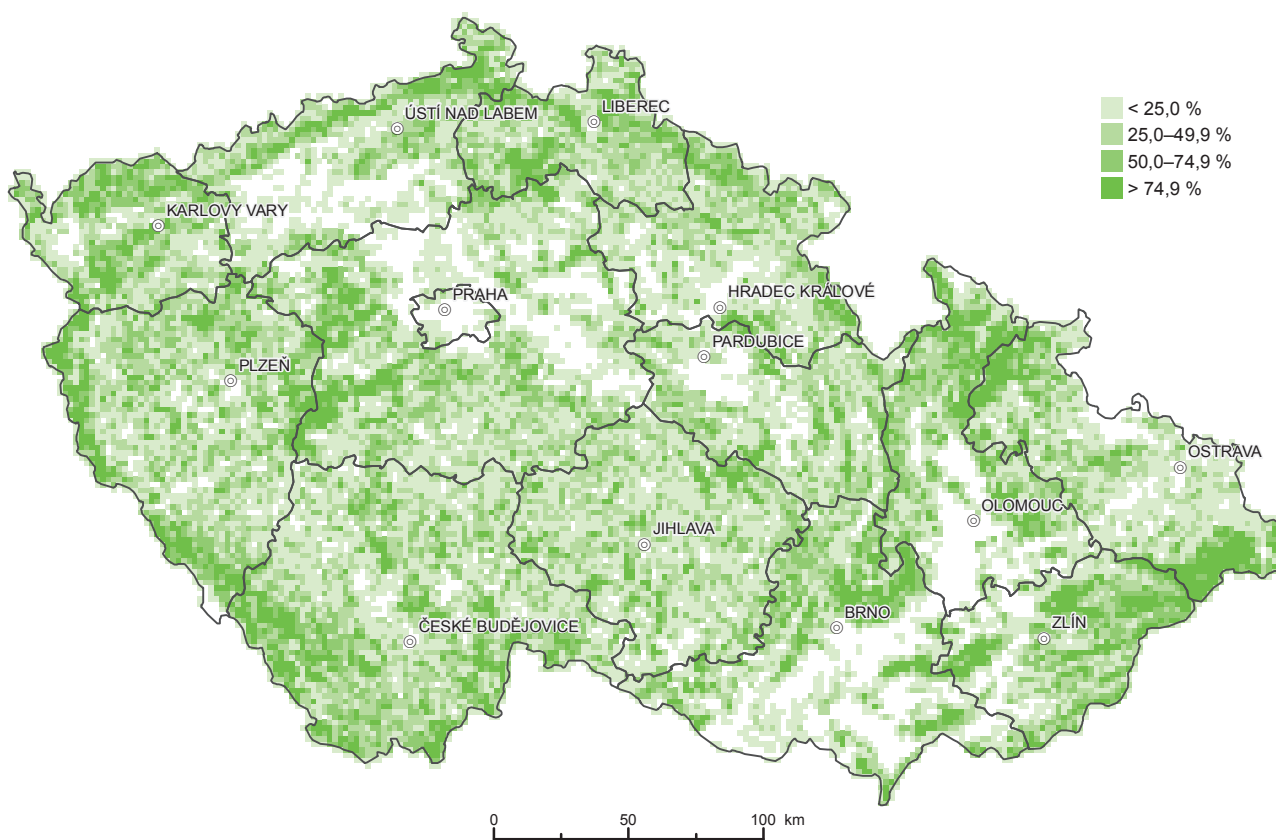 ÚSTÍ NAD LABEM
LIBEREC
< 25,0 %
25,0–49,9 %
50,0–74,9 %
> 74,9 %
KARLOVY VARY
PRAHA
HRADEC KRÁLOVÉ
PARDUBICE
PLZEŇ
OSTRAVA
OLOMOUC
JIHLAVA
BRNO
ZLÍN
ČESKÉ BUDĚJOVICE
0 50 100 km